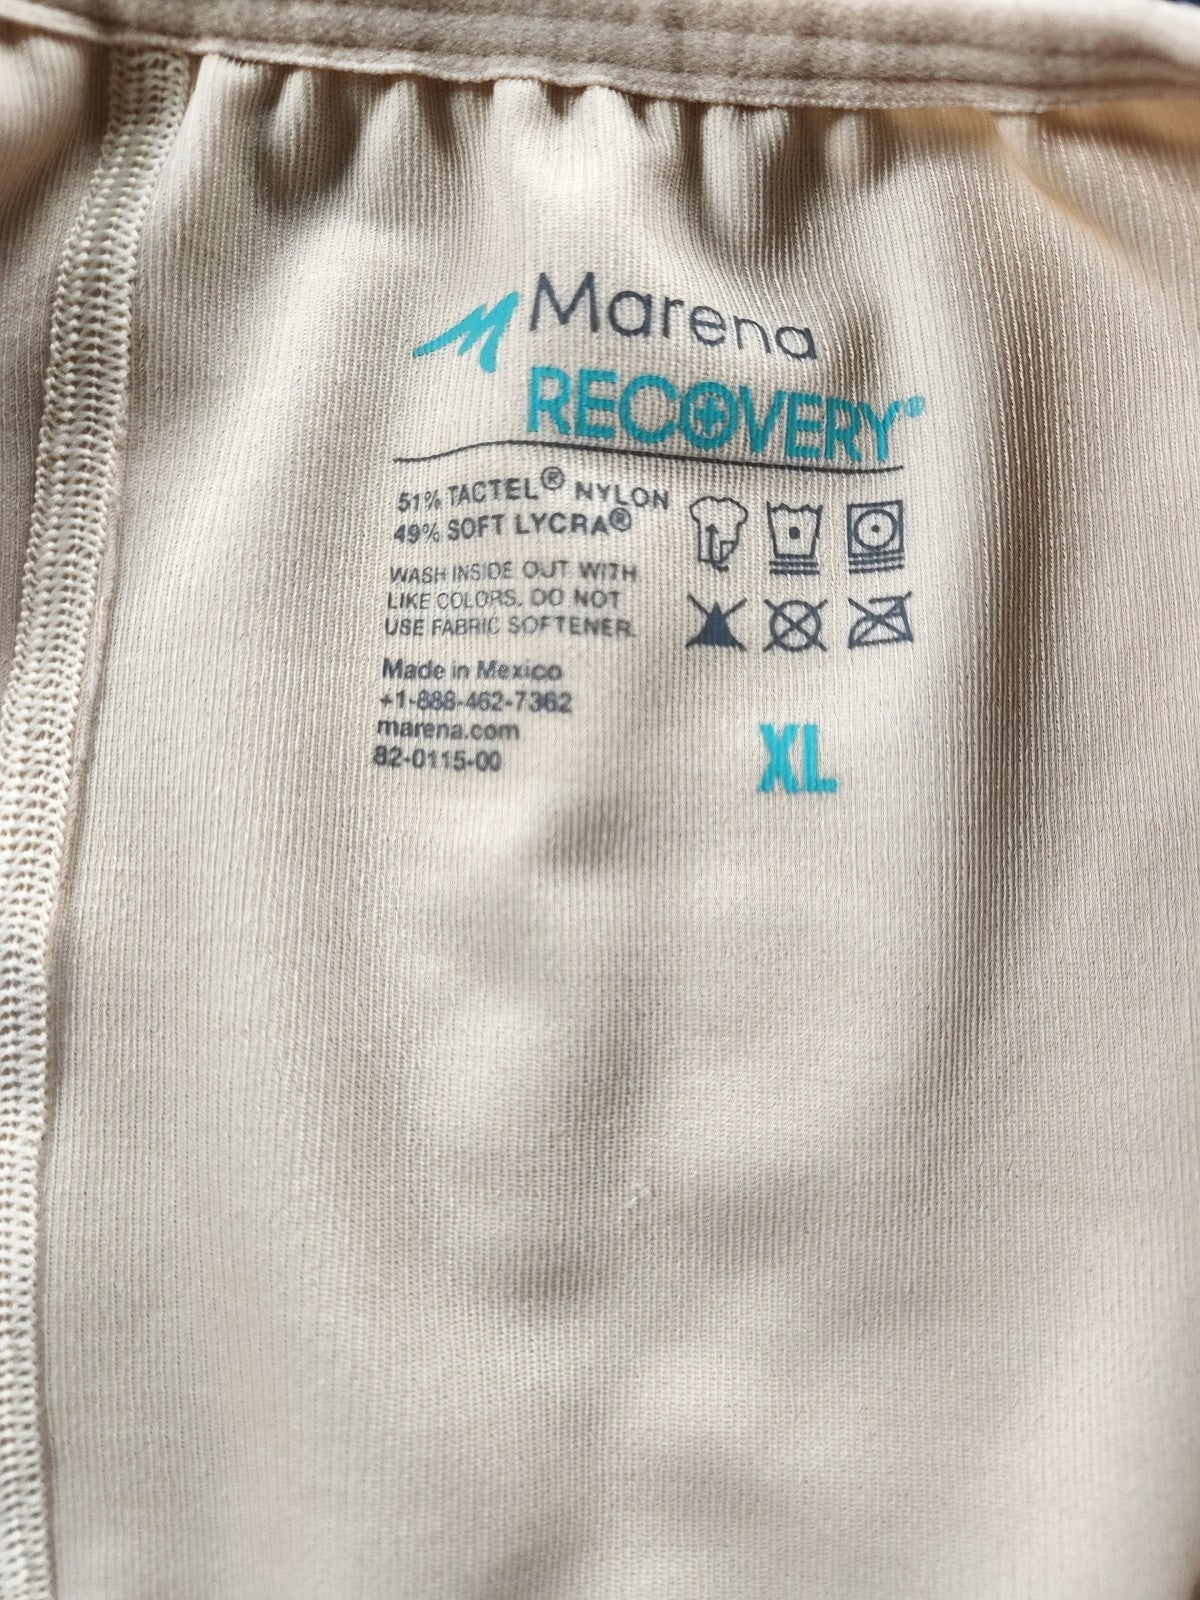 Marena
RECOVERY®
51% TACTEL® NYLON
49% SOFT LYCRA®
WASH INSIDE OUT WITH
LIKE COLORS. DO NOT
USE FABRIC SOFTENER.
Made in Mexico
+1-888-462-7362
marena.com
82-0115-00
XL